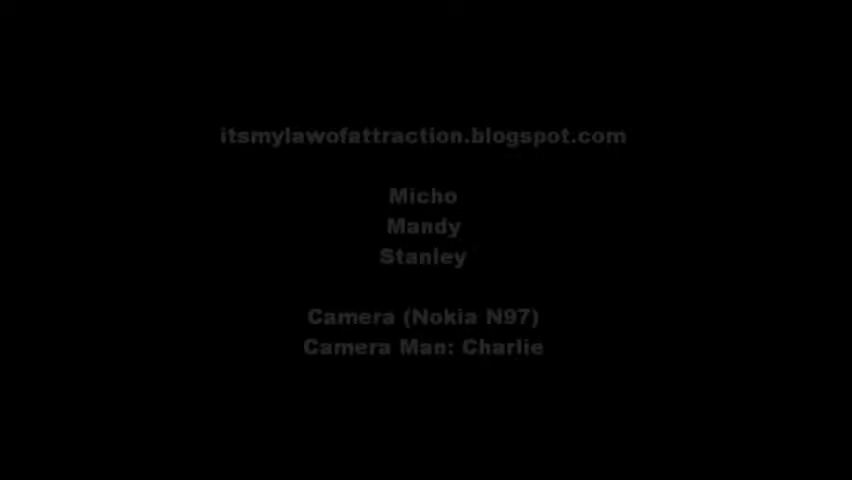 itsmylawofattraction.blogspot.com
Micho
Mandy
Stanley
Camera (Nokia N97)
Camera Man: Charlie